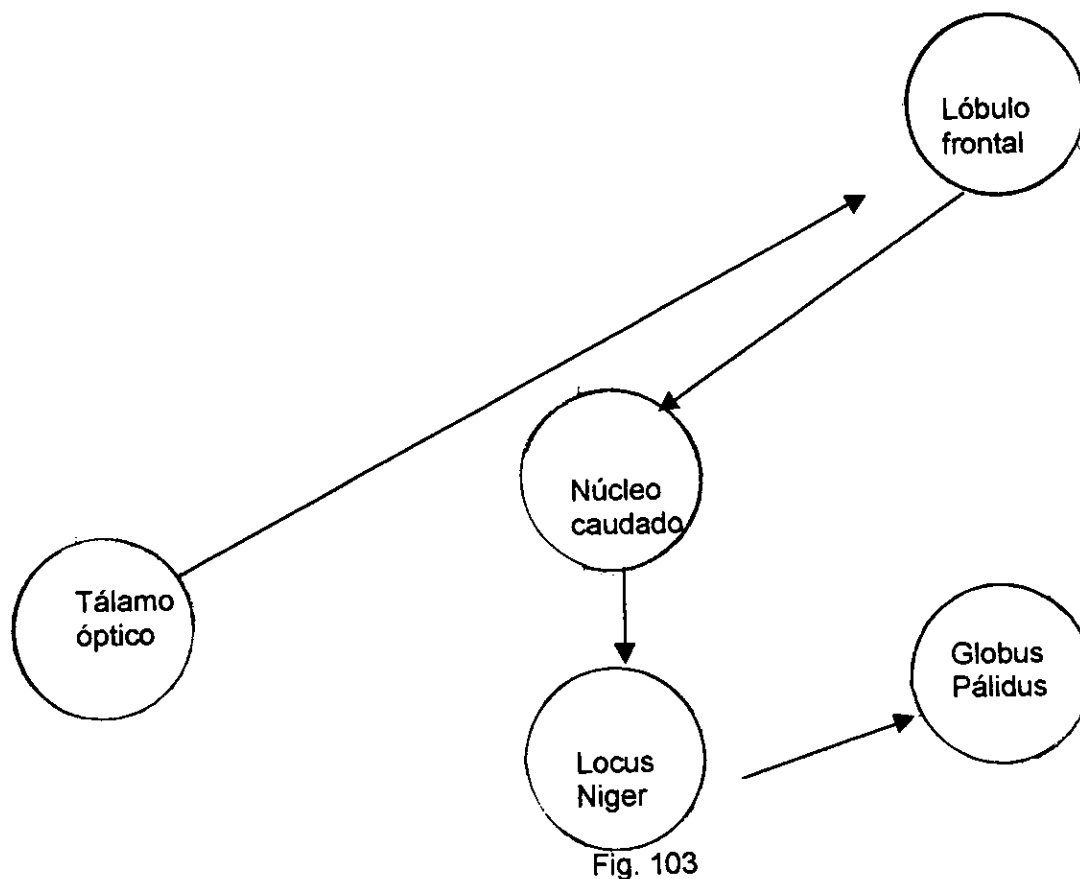 Lóbulo
frontal
Núcleo
caudado
Tálamo
óptico
Globus
Pálidus
Locus
Niger
Fig. 103